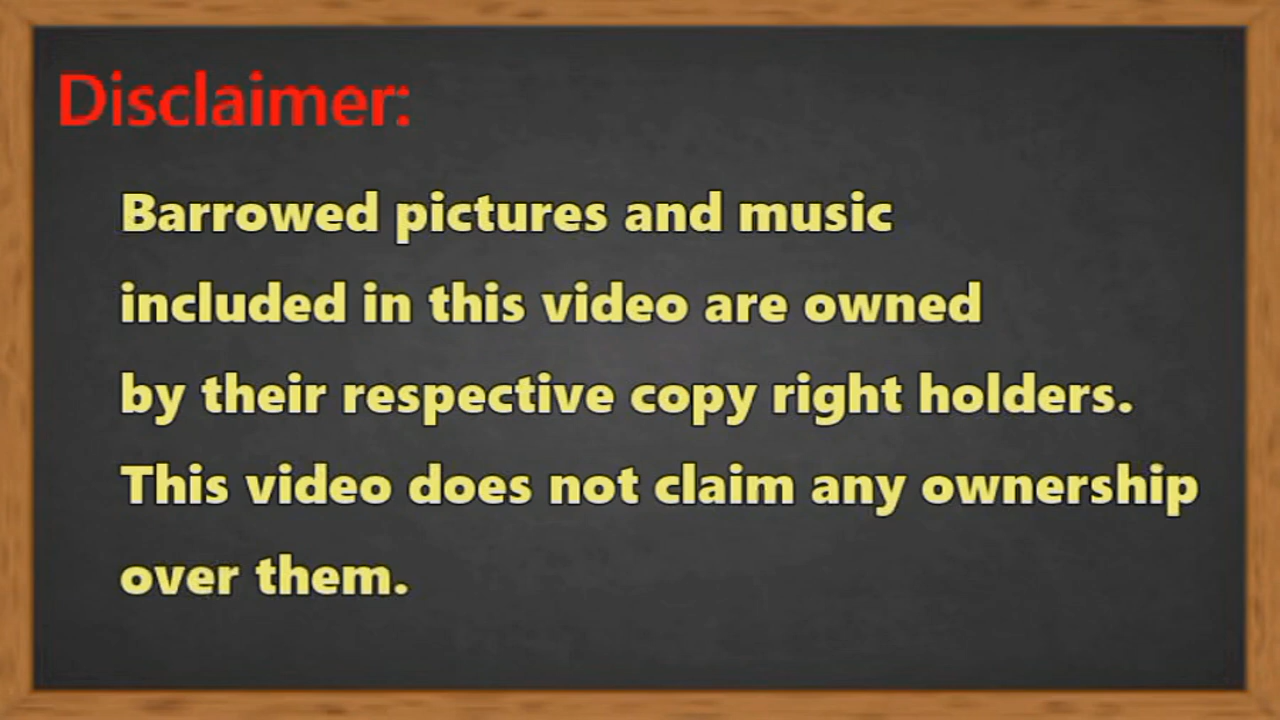 Disclaimer:
Barrowed pictures and music
included in this video are owned
by their respective copy right holders.
This video does not claim any ownership
over them.